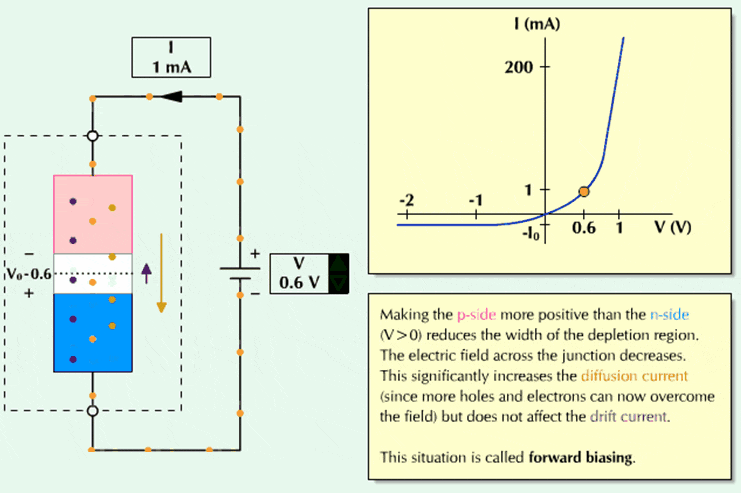 I
1 mA
I (mA)
200
1
-2
-1
-I₀
0.6
1
V (V)
−
V₀-0.6
+
+
−
V
0.6 V
Making the p-side more positive than the n-side
(V>0) reduces the width of the depletion region.
The electric field across the junction decreases.
This significantly increases the diffusion current
(since more holes and electrons can now overcome
the field) but does not affect the drift current.
This situation is called forward biasing.